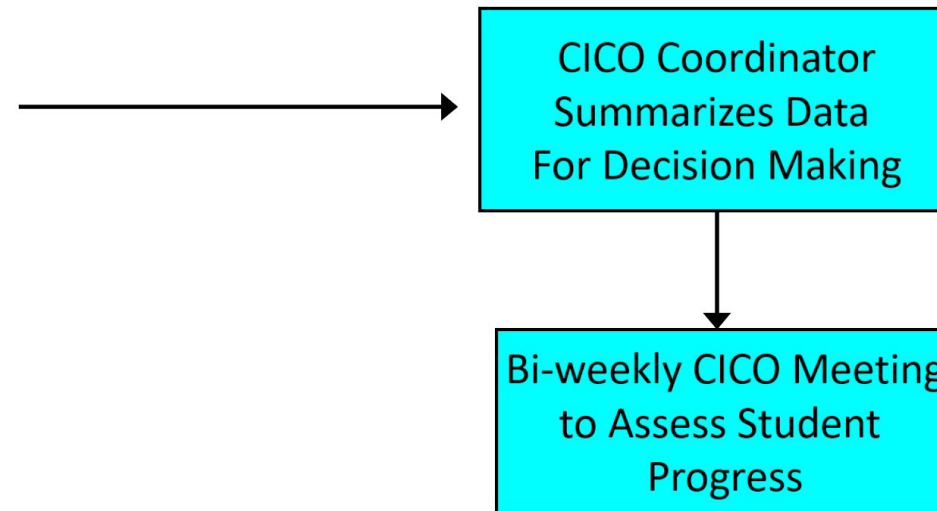 CICO Coordinator
Summarizes Data
For Decision Making
Bi-weekly CICO Meeting
to Assess Student
Progress